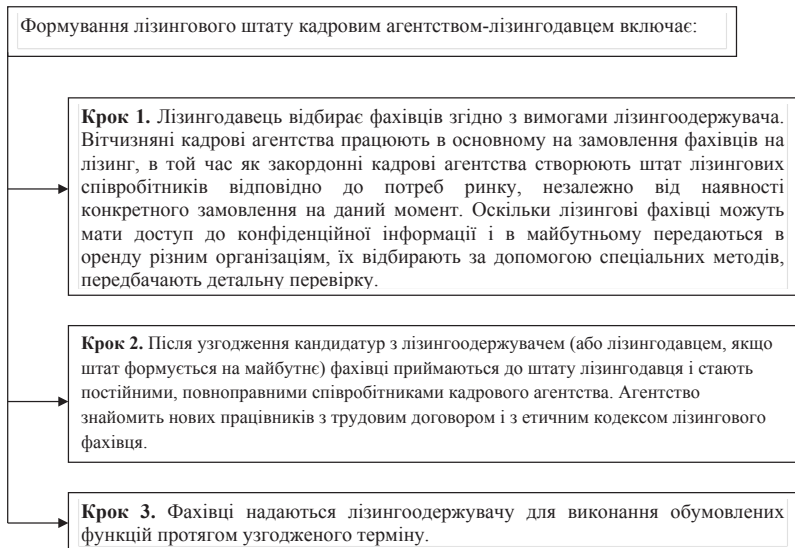 Формування лізингового штату кадровим агентством-лізингодавцем включає:
Крок 1. Лізингодавець відбирає фахівців згідно з вимогами лізингоодержувача.
Вітчизняні кадрові агентства працюють в основному на замовлення фахівців на
лізинг, в той час як закордонні кадрові агентства створюють штат лізингових
співробітників відповідно до потреб ринку, незалежно від наявності
конкретного замовлення на даний момент. Оскільки лізингові фахівці можуть
мати доступ до конфіденційної інформації і в майбутньому передаються в
оренду різним організаціям, їх відбирають за допомогою спеціальних методів,
передбачають детальну перевірку.
Крок 2. Після узгодження кандидатур з лізингоодержувачем (або лізингодавцем, якщо
штат формується на майбутнє) фахівці приймаються до штату лізингодавця і стають
постійними, повноправними співробітниками кадрового агентства. Агентство
знайомить нових працівників з трудовим договором і з етичним кодексом лізингового
фахівця.
Крок 3. Фахівці надаються лізингоодержувачу для виконання обумовлених
функцій протягом узгодженого терміну.